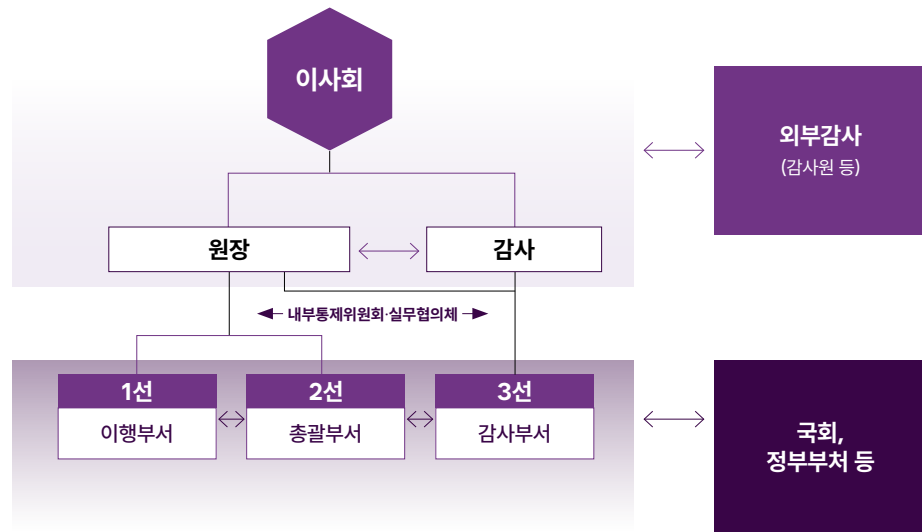 이사회
외부감사
(감사원 등)
원장
감사
내부통제위원회·실무협의체
1선
2선
3선
이행부서
총괄부서
감사부서
국회,
정부부처 등